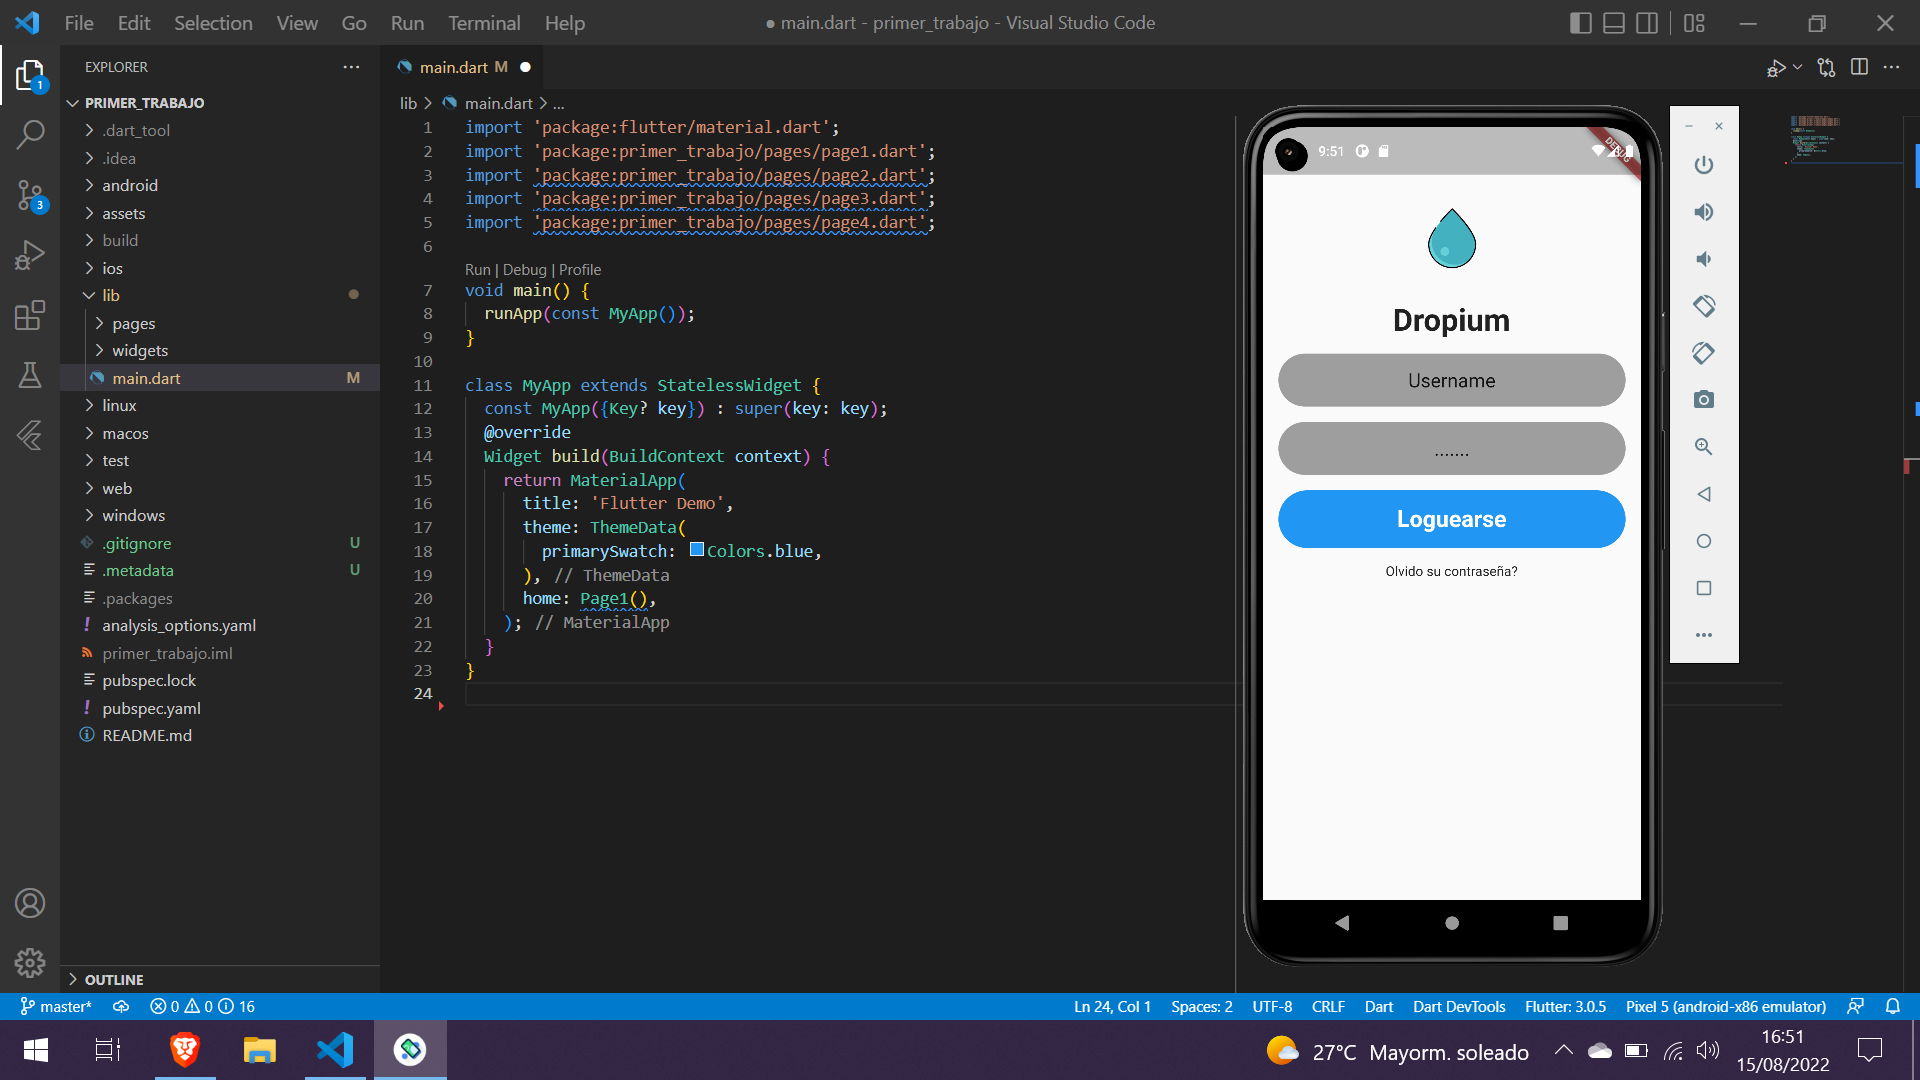 File Edit Selection View Go Run Terminal Help
● main.dart - primer_trabajo - Visual Studio Code
1
3
EXPLORER
PRIMER_TRABAJO
.dart_tool
.idea
android
assets
build
ios
lib
pages
widgets
main.dart M
linux
macos
test
web
windows
.gitignore U
.metadata U
.packages
analysis_options.yaml
primer_trabajo.iml
pubspec.lock
pubspec.yaml
README.md
OUTLINE
main.dart M
lib > main.dart > ...
1 import 'package:flutter/material.dart';
2 import 'package:primer_trabajo/pages/page1.dart';
3 import 'package:primer_trabajo/pages/page2.dart';
4 import 'package:primer_trabajo/pages/page3.dart';
5 import 'package:primer_trabajo/pages/page4.dart';
6
Run | Debug | Profile
7 void main() {
8 runApp(const MyApp());
9 }
10
11 class MyApp extends StatelessWidget {
12 const MyApp({Key? key}) : super(key: key);
13 @override
14 Widget build(BuildContext context) {
15 return MaterialApp(
16 title: 'Flutter Demo',
17 theme: ThemeData(
18 primarySwatch: Colors.blue,
19 ), // ThemeData
20 home: Page1(),
21 ); // MaterialApp
22 }
23 }
24
9:51
DEBUG
Dropium
Username
.......
Loguearse
Olvido su contraseña?
master* 0 0 16
Ln 24, Col 1 Spaces: 2 UTF-8 CRLF Dart Dart DevTools Flutter: 3.0.5 Pixel 5 (android-x86 emulator)
27°C Mayorm. soleado
16:51
15/08/2022